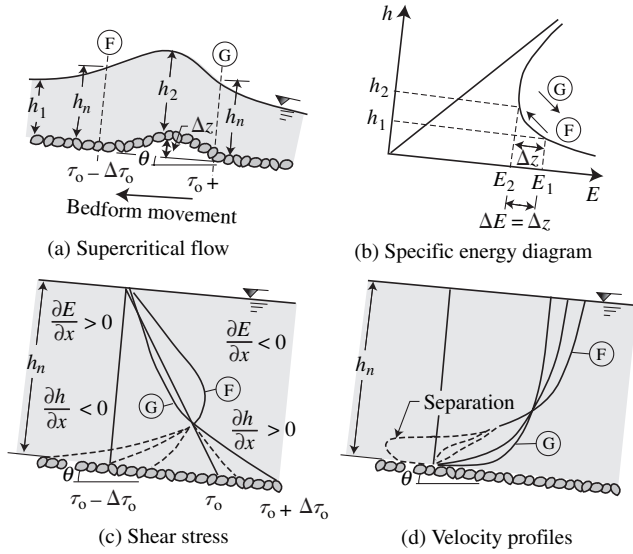 F
G
h₁
hₙ
h₂
Δz
hₙ
θ
τₒ − Δτₒ
τₒ +
Bedform movement
(a) Supercritical flow
h
h₂
h₁
G
F
Δz
E₂ E₁ E
ΔE = Δz
(b) Specific energy diagram
∂E/∂x > 0
∂E/∂x < 0
hₙ
F
G
∂h/∂x < 0
∂h/∂x > 0
θ
τₒ − Δτₒ
τₒ
τₒ + Δτₒ
(c) Shear stress
hₙ
F
Separation
G
θ
(d) Velocity profiles